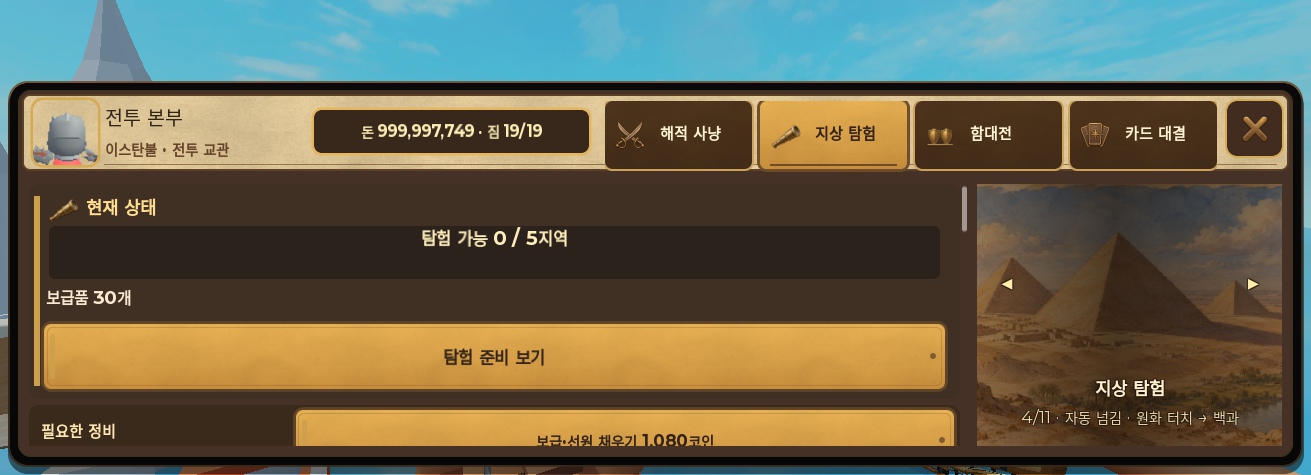 전투 본부
이스탄불 · 전투 교관
돈 999,997,749 · 짐 19/19
해적 사냥
지상 탐험
함대전
카드 대결
현재 상태
탐험 가능 0 / 5지역
보급품 30개
탐험 준비 보기
필요한 정비
보급·선원 채우기 1,080코인
◀
▶
지상 탐험
4/11 · 자동 넘김 · 원화 터치 → 백과